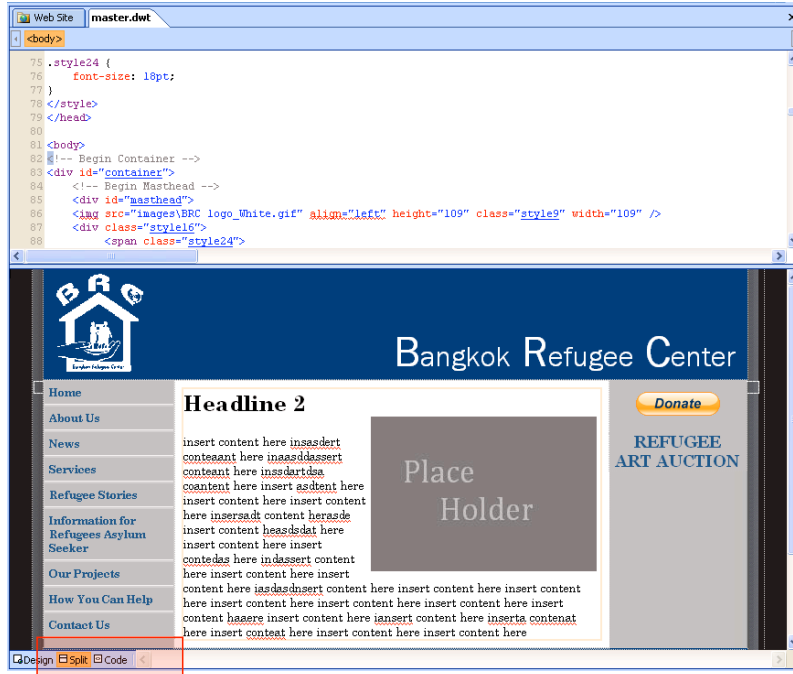 Web Site master.dwt
<body>
75 .style24 {
76 font-size: 18pt;
77 }
78 </style>
79 </head>
80
81 <body>
82 <!-- Begin Container -->
83 <div id="container">
84 <!-- Begin Masthead -->
85 <div id="masthead">
86 <img src="images\BRC logo_White.gif" align="left" height="109" class="style9" width="109" />
87 <div class="style16">
88 <span class="style24">
BRC
Bangkok Refugee Center
Bangkok Refugee Center
Home
About Us
News
Services
Refugee Stories
Information for
Refugees Asylum
Seeker
Our Projects
How You Can Help
Contact Us
Headline 2
insert content here insasdert
conteaant here inaasddassert
conteant here inssdartdsa
coantent here insert asdtent here
insert content here insert content
here insersadt content herasde
insert content heasdsdat here
insert content here insert
contedas here indassert content
here insert content here insert
content here iasdasdnsert content here insert content here insert content
here insert content here insert content here insert content here insert
content haaere insert content here iansert content here inserta contenat
here insert conteat here insert content here insert content here
Place
Holder
Donate
REFUGEE
ART AUCTION
Design Split Code